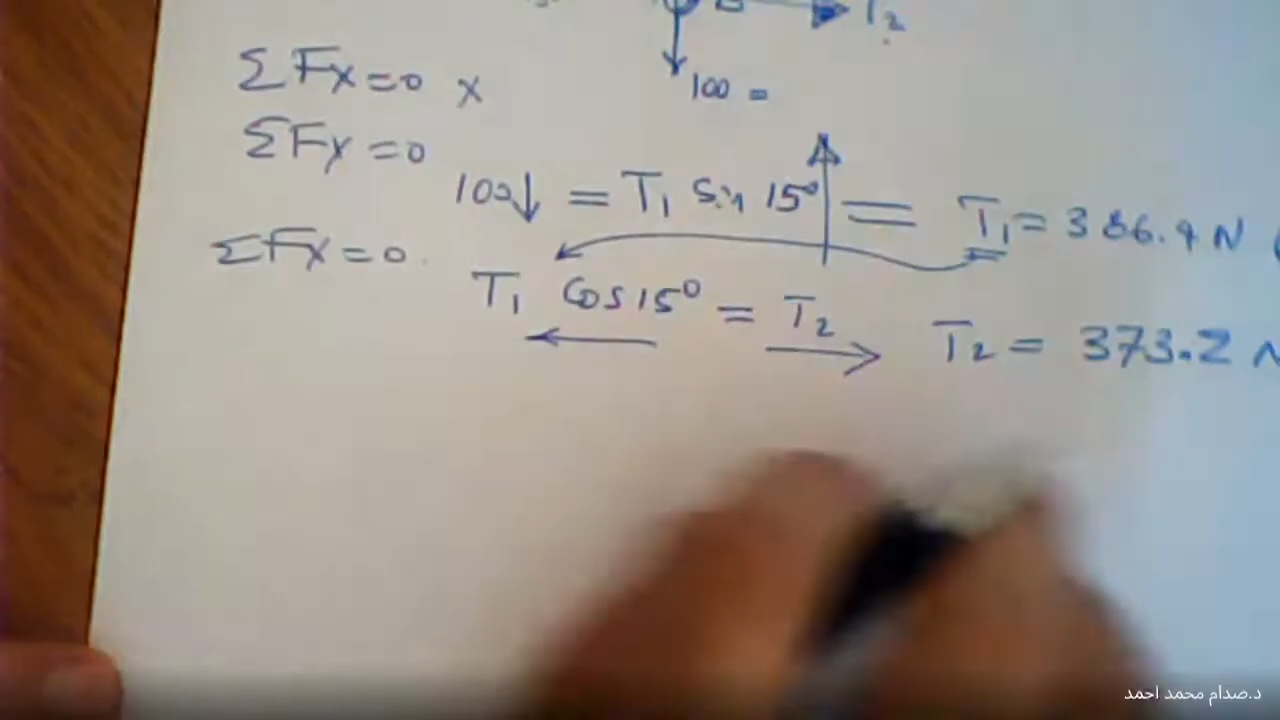 T₂
100 =
ΣFx=0 x
ΣFy=0
100↓ = T₁ Sin 15° = T₁= 386.4 N
ΣFx=0.
T₁ Cos 15° = T₂ T₂= 373.2 N
د.صدام محمد احمد